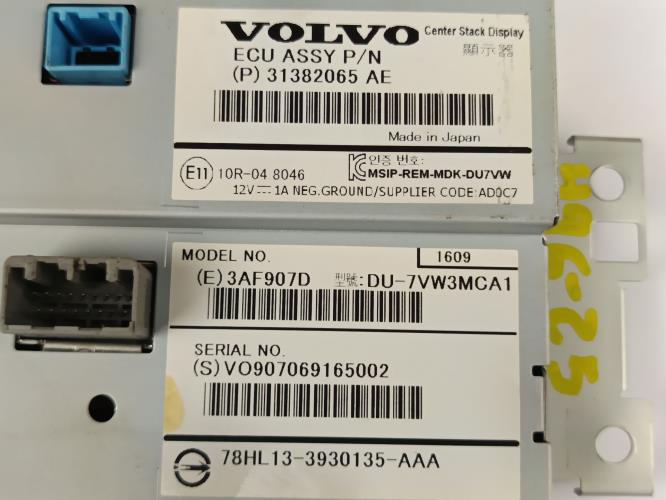 VOLVO Center Stack Display
ECU ASSY P/N 顯示器
(P) 31382065 AE
Made in Japan
E11 10R-04 8046 인증 번호:
MSIP-REM-MDK-DU7VW
12V⎓1A NEG.GROUND/SUPPLIER CODE:AD0C7
MODEL NO. 1609
(E)3AF907D 型號:DU-7VW3MCA1
SERIAL NO.
(S)VO907069165002
78HL13-3930135-AAA